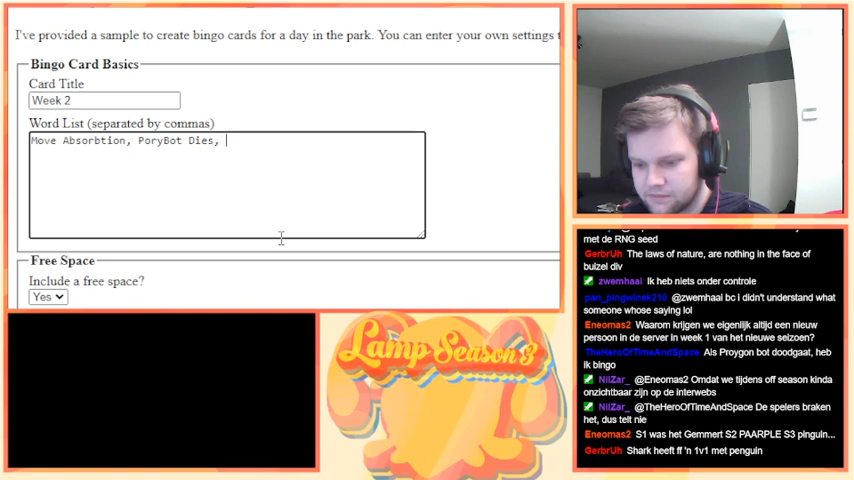 I've provided a sample to create bingo cards for a day in the park. You can enter your own settings t
Bingo Card Basics
Card Title
Week 2
Word List (separated by commas)
Move Absorbtion, PoryBot Dies,
Free Space
Include a free space?
Yes
Lamp Season 3
met de RNG seed
GerbrUh The laws of nature, are nothing in the face of
buizel div
zwemhaai Ik heb niets onder controle
pan_pingwinek210 @zwemhaai bc i didn't understand what
someone whose saying lol
Eneomas2 Waarom krijgen we eigenlijk altijd een nieuw
persoon in de server in week 1 van het nieuwe seizoen?
TheHeroOfTimeAndSpace Als Proygon bot doodgaat, heb
ik bingo
NilZar_ @Eneomas2 Omdat we tijdens off season kinda
onzichtbaar zijn op de interwebs
NilZar_ @TheHeroOfTimeAndSpace De spelers braken
het, dus telt nie
Eneomas2 S1 was het Gemmert S2 PAARPLE S3 pinguin...
GerbrUh Shark heeft ff 'n 1v1 met penguin